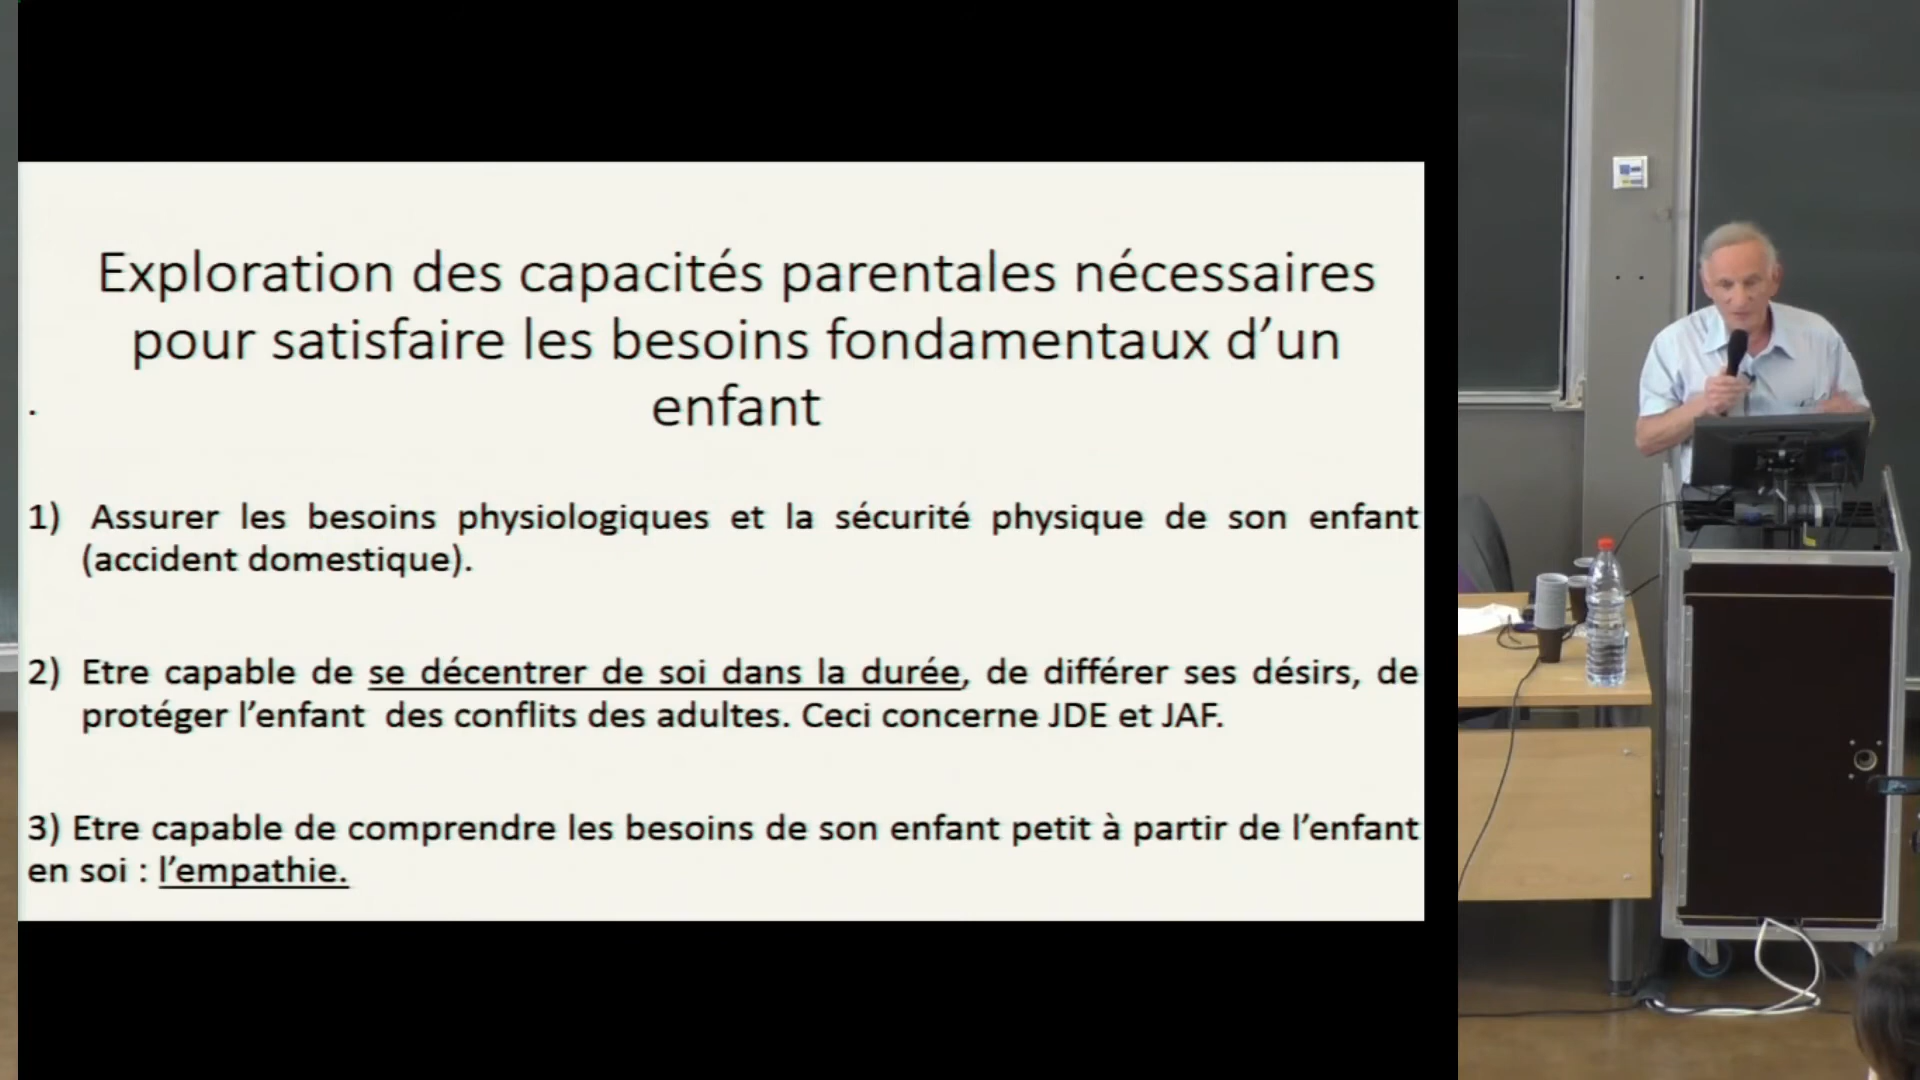 Exploration des capacités parentales nécessaires
pour satisfaire les besoins fondamentaux d’un
enfant
1) Assurer les besoins physiologiques et la sécurité physique de son enfant
(accident domestique).
2) Etre capable de se décentrer de soi dans la durée, de différer ses désirs, de
protéger l’enfant des conflits des adultes. Ceci concerne JDE et JAF.
3) Etre capable de comprendre les besoins de son enfant petit à partir de l’enfant
en soi : l’empathie.